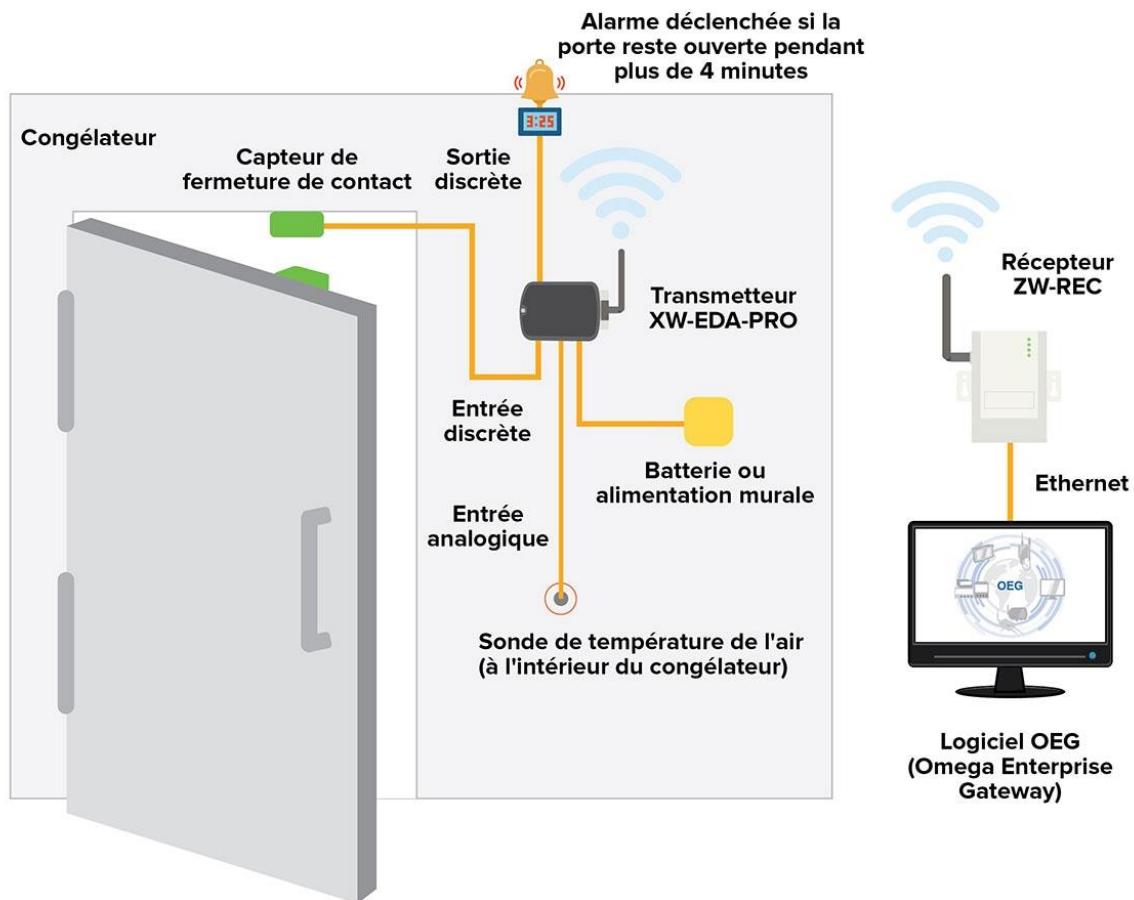 Alarme déclenchée si la
porte reste ouverte pendant
plus de 4 minutes
3:25
Congélateur
Capteur de
fermeture de contact
Sortie
discrète
Transmetteur
XW-EDA-PRO
Récepteur
ZW-REC
Entrée
discrète
Batterie ou
alimentation murale
Ethernet
Entrée
analogique
OEG
Sonde de température de l'air
(à l'intérieur du congélateur)
Logiciel OEG
(Omega Enterprise
Gateway)